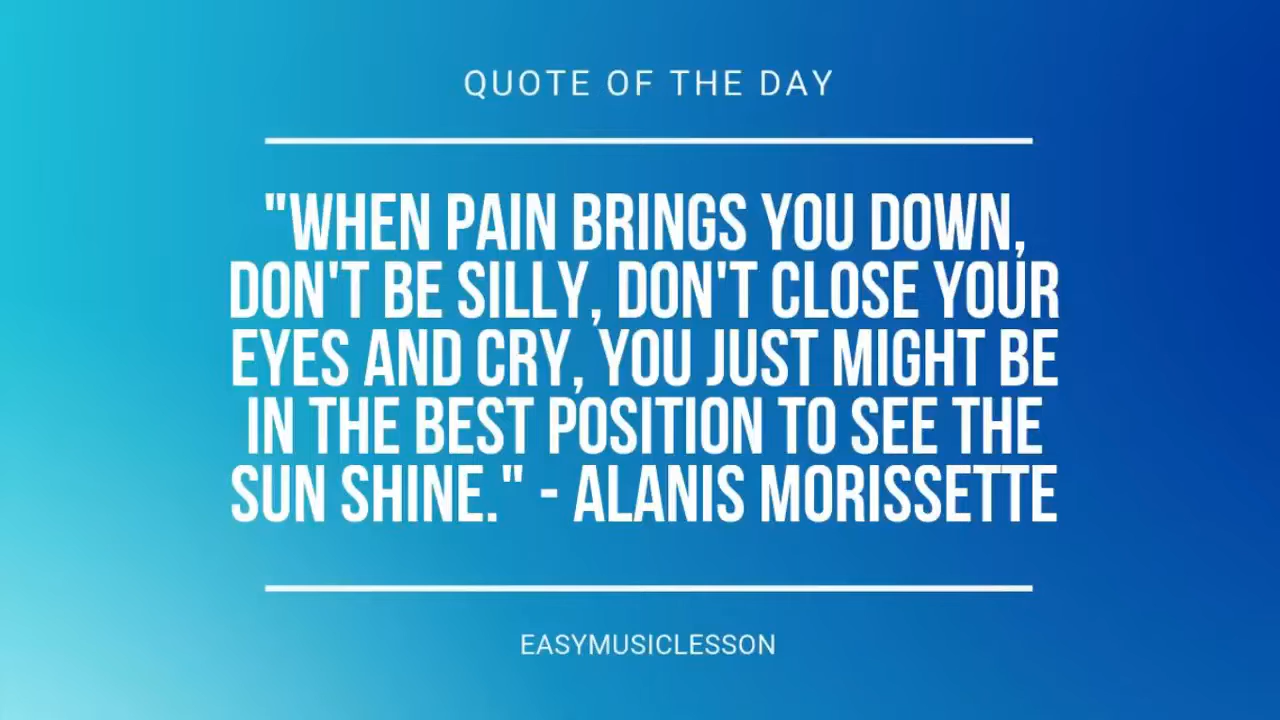 QUOTE OF THE DAY
"WHEN PAIN BRINGS YOU DOWN,
DON'T BE SILLY, DON'T CLOSE YOUR
EYES AND CRY, YOU JUST MIGHT BE
IN THE BEST POSITION TO SEE THE
SUN SHINE." - ALANIS MORISSETTE
EASYMUSICLESSON